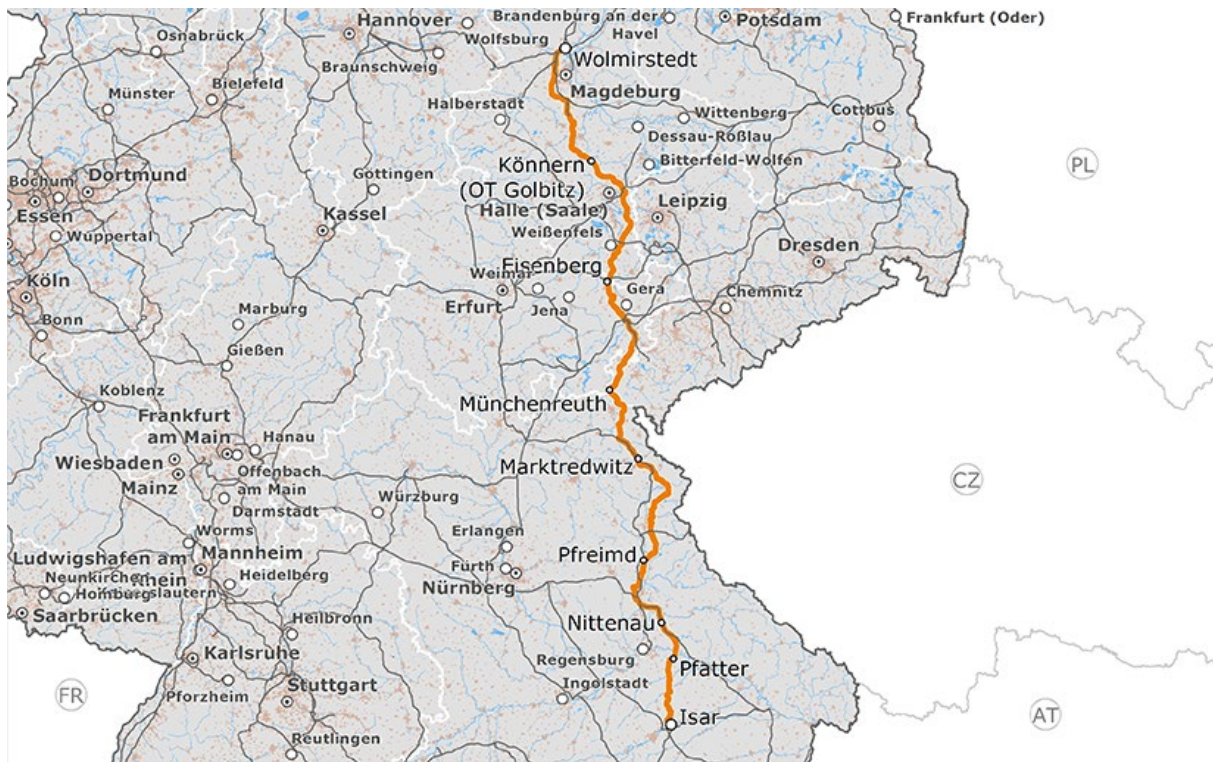 Hannover
Brandenburg an der
Havel
Potsdam
Frankfurt (Oder)
Osnabrück
Wolfsburg
Wolmirstedt
Braunschweig
Bielefeld
Magdeburg
Münster
Halberstadt
Wittenberg
Cottbus
Dessau-Roßlau
Bitterfeld-Wolfen
Könnern
(OT Golbitz)
PL
Bochum
Dortmund
Göttingen
Essen
Kassel
Halle (Saale)
Leipzig
Wuppertal
Weißenfels
Dresden
Eisenberg
Weimar
Köln
Erfurt
Jena
Gera
Chemnitz
Bonn
Marburg
Gießen
Koblenz
Münchenreuth
Frankfurt
am Main
Hanau
Wiesbaden
Offenbach
am Main
Mainz
Marktredwitz
CZ
Darmstadt
Würzburg
Worms
Erlangen
Ludwigshafen am
Rhein
Mannheim
Pfreimd
Neunkirchen
Heidelberg
Fürth
Nürnberg
Homburg
Saarbrücken
Heilbronn
Nittenau
Karlsruhe
Regensburg
Pfatter
FR
Pforzheim
Stuttgart
Ingolstadt
Isar
AT
Reutlingen